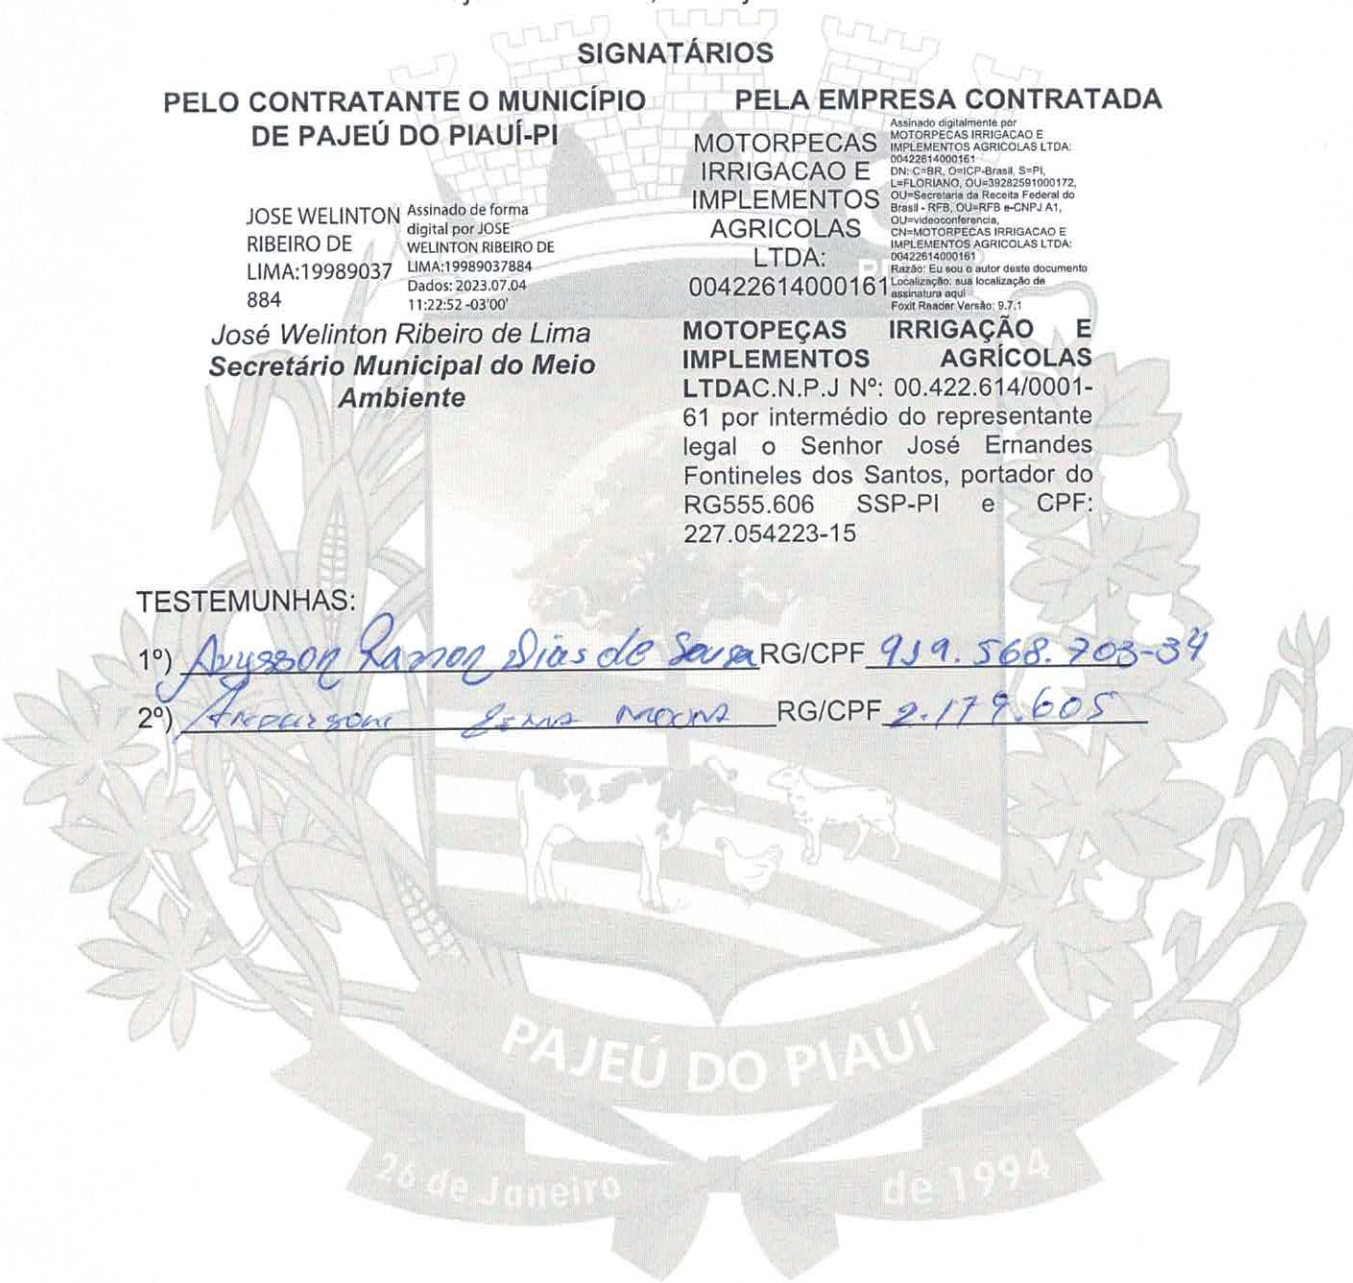 SIGNATÁRIOS
PELO CONTRATANTE O MUNICÍPIO
DE PAJEÚ DO PIAUÍ-PI
JOSE WELINTON
RIBEIRO DE
LIMA:19989037
884
Assinado de forma
digital por JOSE
WELINTON RIBEIRO DE
LIMA:19989037884
Dados: 2023.07.04
11:22:52 -03'00'
José Welinton Ribeiro de Lima
Secretário Municipal do Meio
Ambiente
PELA EMPRESA CONTRATADA
MOTORPECAS
IRRIGACAO E
IMPLEMENTOS
AGRICOLAS
LTDA:
00422614000161
Assinado digitalmente por
MOTORPECAS IRRIGACAO E
IMPLEMENTOS AGRICOLAS LTDA:
00422614000161
DN: C=BR, O=ICP-Brasil, S=PI,
L=FLORIANO, OU=39282591000172,
OU=Secretaria da Receita Federal do
Brasil - RFB, OU=RFB e-CNPJ A1,
OU=videoconferencia,
CN=MOTORPECAS IRRIGACAO E
IMPLEMENTOS AGRICOLAS LTDA:
00422614000161
Razão: Eu sou o autor deste documento
Localização: sua localização de
assinatura aqui
Foxit Reader Versão: 9.7.1
MOTOPEÇAS IRRIGAÇÃO E
IMPLEMENTOS AGRÍCOLAS
LTDAC.N.P.J Nº: 00.422.614/0001-
61 por intermédio do representante
legal o Senhor José Ernandes
Fontineles dos Santos, portador do
RG555.606 SSP-PI e CPF:
227.054223-15
TESTEMUNHAS:
1º) Ramon Dias de Sousa RG/CPF 919.568.703-34
2º) RG/CPF 2.179.605
PAJEÚ DO PIAUÍ
26 de Janeiro de 1994